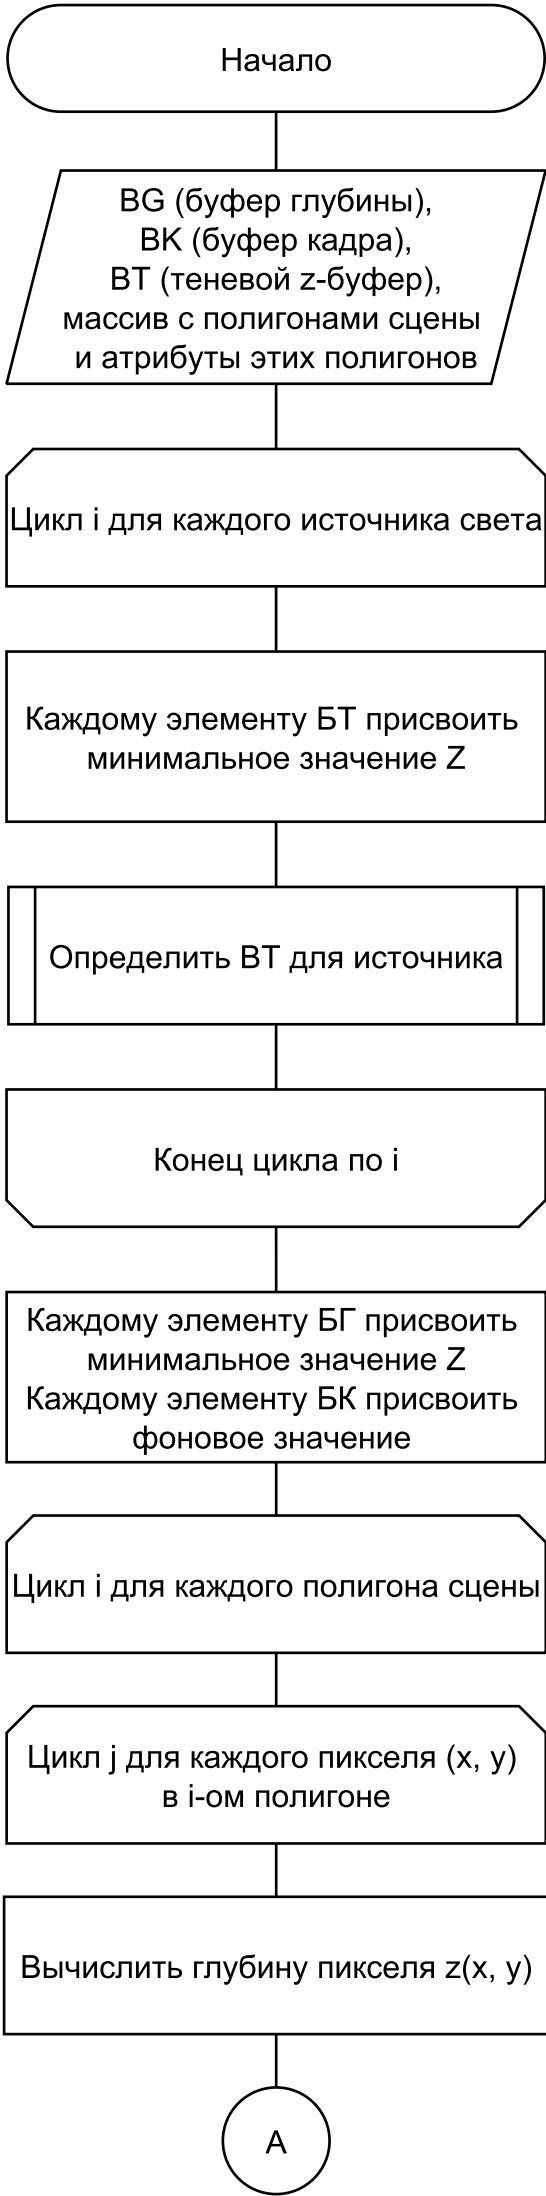 Начало
BG (буфер глубины),
BK (буфер кадра),
BT (теневой z-буфер),
массив с полигонами сцены
и атрибуты этих полигонов
Цикл i для каждого источника света
Каждому элементу БТ присвоить
минимальное значение Z
Определить BT для источника
Конец цикла по i
Каждому элементу БГ присвоить
минимальное значение Z
Каждому элементу БК присвоить
фоновое значение
Цикл i для каждого полигона сцены
Цикл j для каждого пикселя (x, y)
в i-ом полигоне
Вычислить глубину пикселя z(x, y)
А